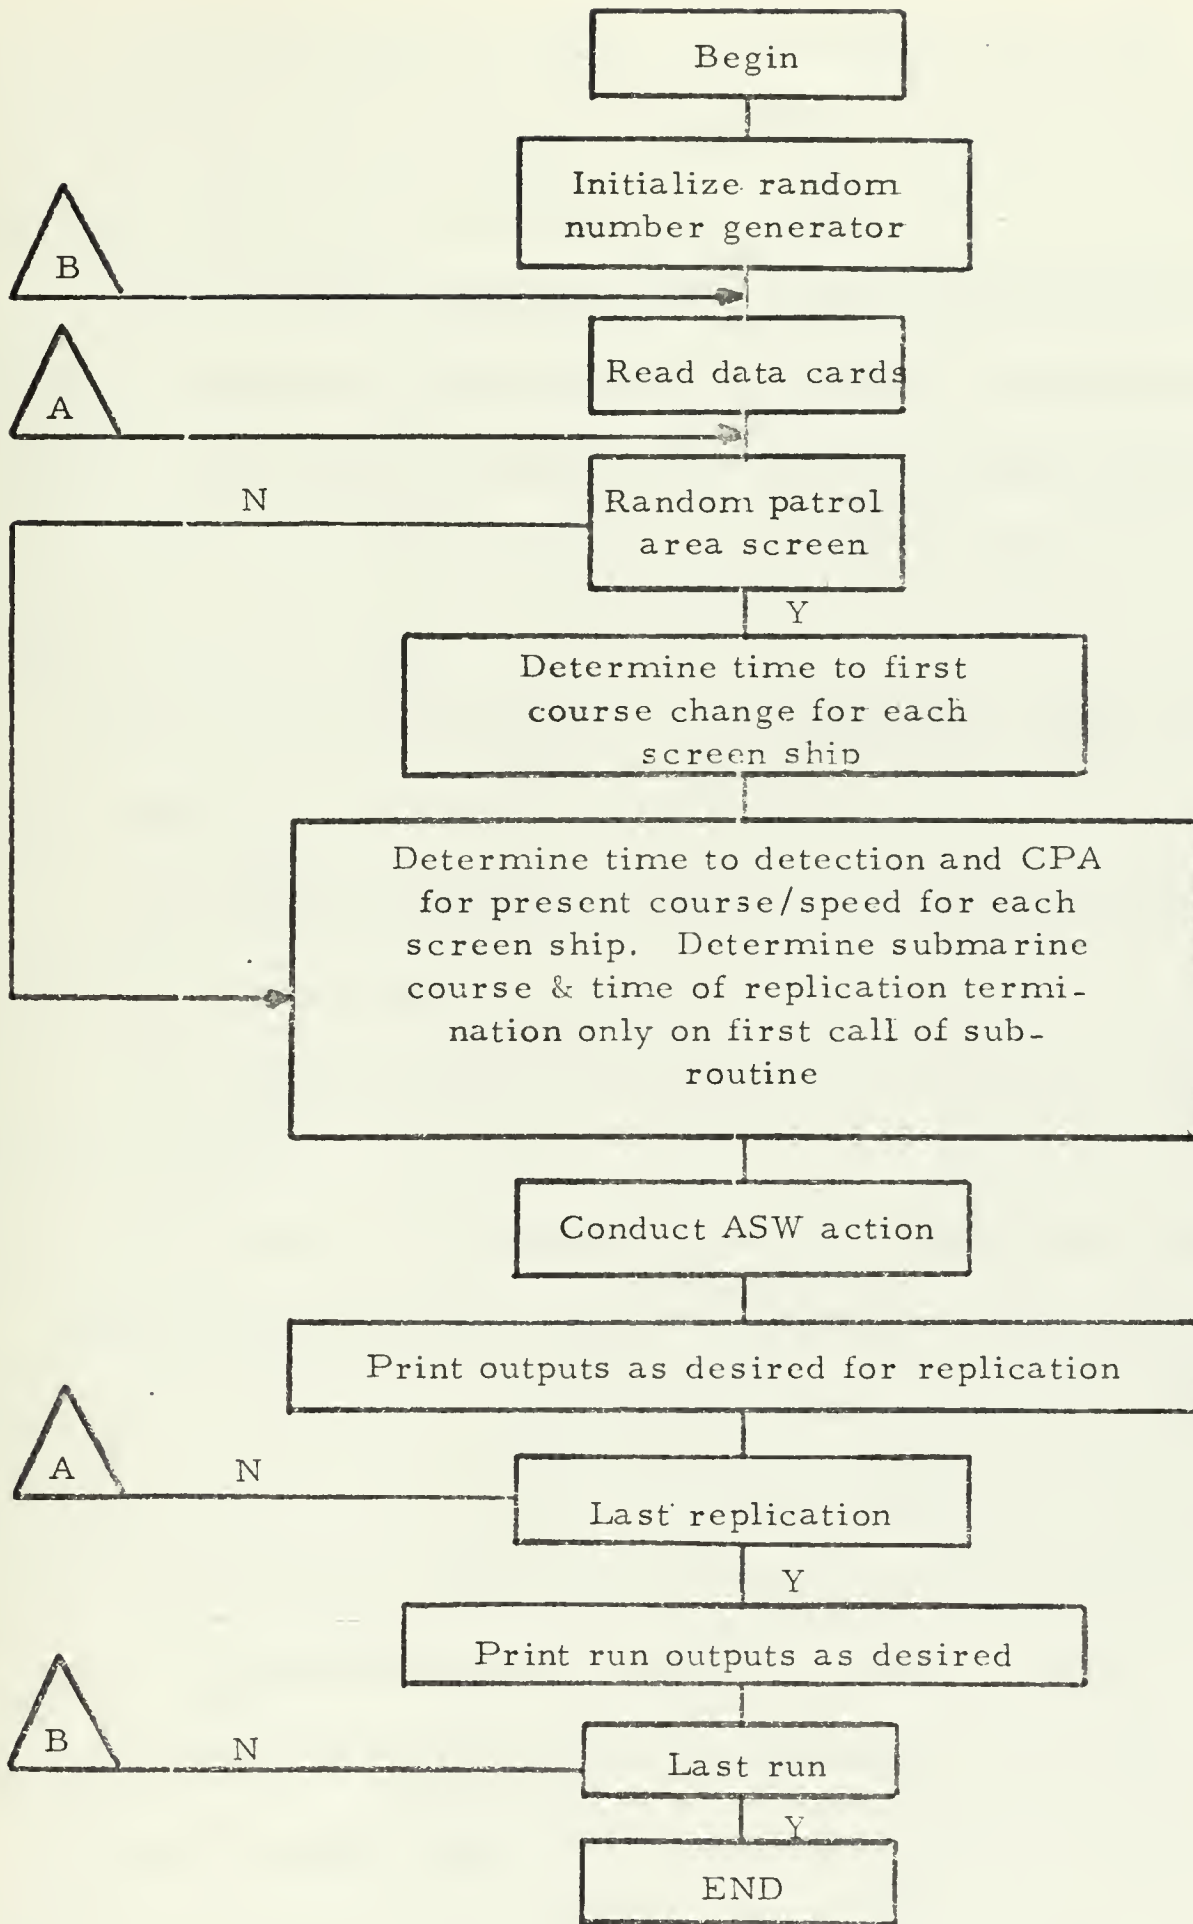 Begin
Initialize random
number generator
B
Read data cards
A
N
Random patrol
area screen
Y
Determine time to first
course change for each
screen ship
Determine time to detection and CPA
for present course/speed for each
screen ship. Determine submarine
course & time of replication termi-
nation only on first call of sub-
routine
Conduct ASW action
Print outputs as desired for replication
A
N
Last replication
Y
Print run outputs as desired
B
N
Last run
Y
END